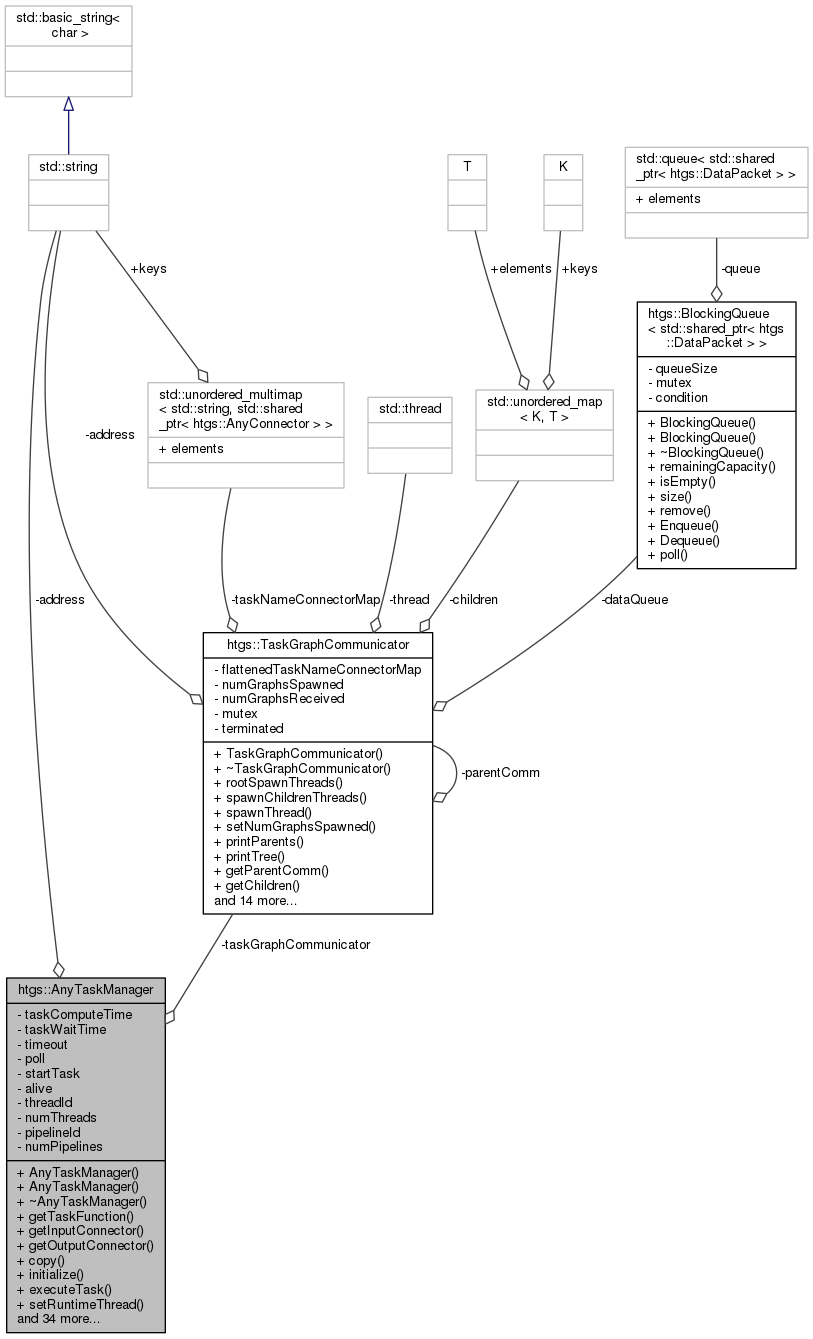 std::basic_string<
char >
std::string
T
K
std::queue< std::shared
_ptr< htgs::DataPacket > >
+ elements
+keys
+elements
+keys
-queue
htgs::BlockingQueue
< std::shared_ptr< htgs
::DataPacket > >
- queueSize
- mutex
- condition
+ BlockingQueue()
+ BlockingQueue()
+ ~BlockingQueue()
+ remainingCapacity()
+ isEmpty()
+ size()
+ remove()
+ Enqueue()
+ Dequeue()
+ poll()
std::unordered_multimap
< std::string, std::shared
_ptr< htgs::AnyConnector > >
+ elements
std::thread
std::unordered_map
< K, T >
-address
-address
-taskNameConnectorMap
-thread
-children
-dataQueue
htgs::TaskGraphCommunicator
- flattenedTaskNameConnectorMap
- numGraphsSpawned
- numGraphsReceived
- mutex
- terminated
+ TaskGraphCommunicator()
+ ~TaskGraphCommunicator()
+ rootSpawnThreads()
+ spawnChildrenThreads()
+ spawnThread()
+ setNumGraphsSpawned()
+ printParents()
+ printTree()
+ getParentComm()
+ getChildren()
and 14 more...
-parentComm
-taskGraphCommunicator
htgs::AnyTaskManager
- taskComputeTime
- taskWaitTime
- timeout
- poll
- startTask
- alive
- threadId
- numThreads
- pipelineId
- numPipelines
+ AnyTaskManager()
+ AnyTaskManager()
+ ~AnyTaskManager()
+ getTaskFunction()
+ getInputConnector()
+ getOutputConnector()
+ copy()
+ initialize()
+ executeTask()
+ setRuntimeThread()
and 34 more...